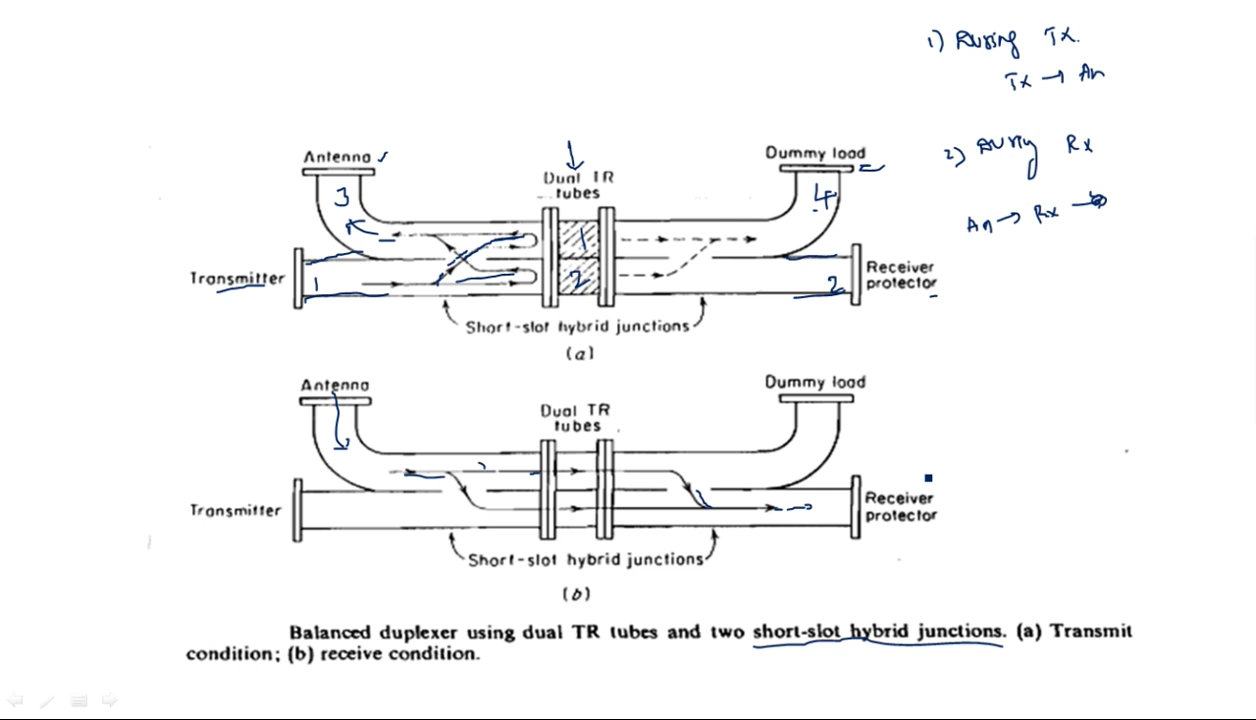 1) During Tx.
Tx → An
2) During Rx
An → Rx →
Antenna
Dummy load
Dual TR
tubes
3
4
1
2
Transmitter
1
2
Receiver
protector
Short-slot hybrid junctions
(a)
Antenna
Dummy load
Dual TR
tubes
Transmitter
Receiver
protector
Short-slot hybrid junctions
(b)
Balanced duplexer using dual TR tubes and two short-slot hybrid junctions. (a) Transmit
condition; (b) receive condition.